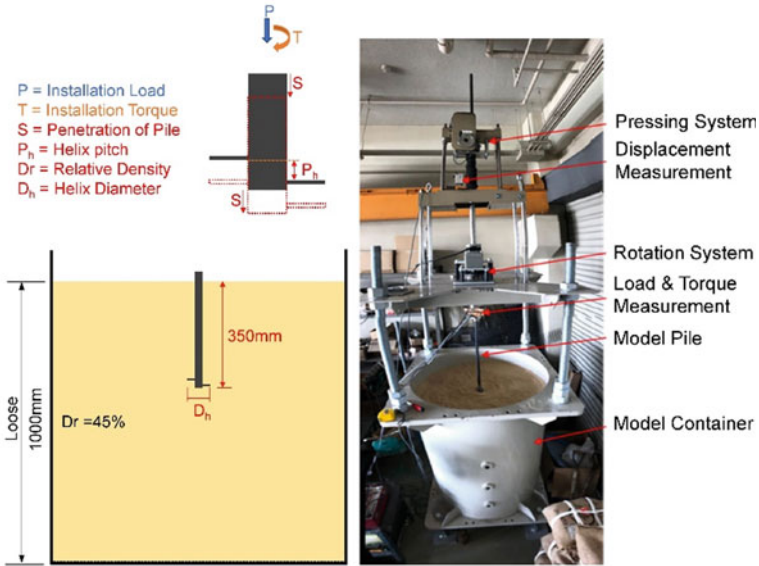 P
T
P = Installation Load
T = Installation Torque
S = Penetration of Pile
Ph = Helix pitch
Dr = Relative Density
Dh = Helix Diameter
S
Ph
S
350mm
Dh
Loose
1000mm
Dr =45%
Pressing System
Displacement
Measurement
Rotation System
Load & Torque
Measurement
Model Pile
Model Container